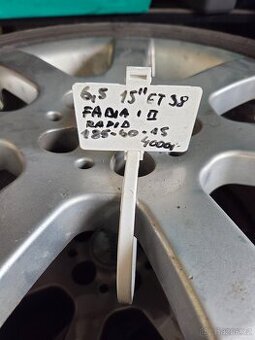 6,5 15" ET 38
FABIA I II
RAPID
185-60-15
4000,-